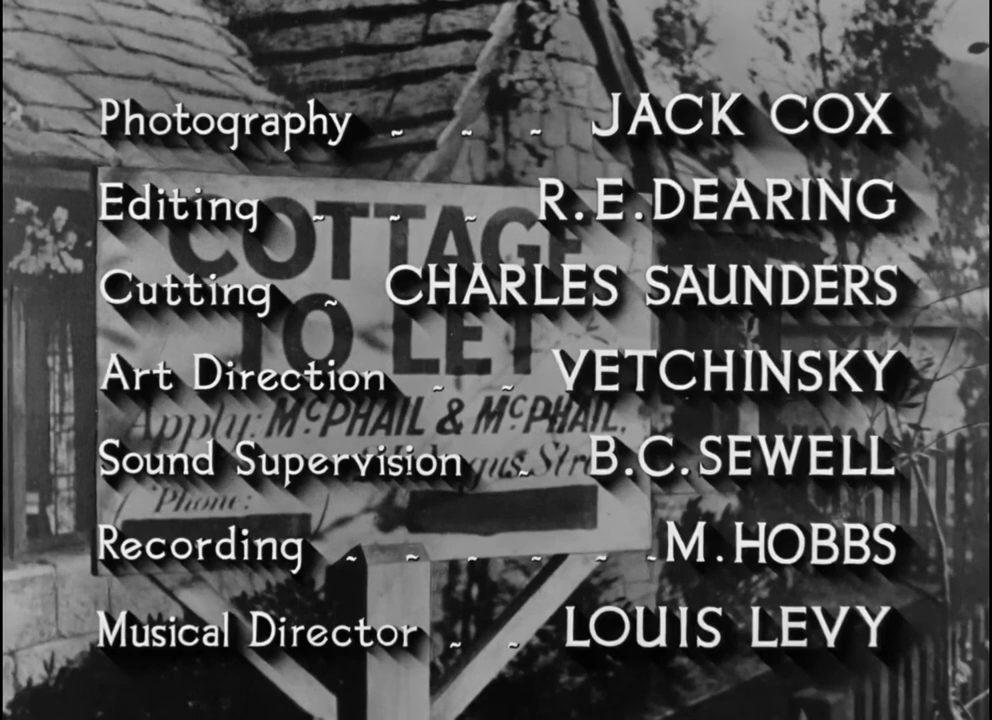 Photography - - - JACK COX
Editing - - - R.E.DEARING
Cutting - CHARLES SAUNDERS
Art Direction - - VETCHINSKY
Sound Supervision - B.C.SEWELL
Recording - - - - - - M.HOBBS
Musical Director - - LOUIS LEVY
COTTAGE
TO LET
Apply: McPHAIL & McPHAIL.
Phone: